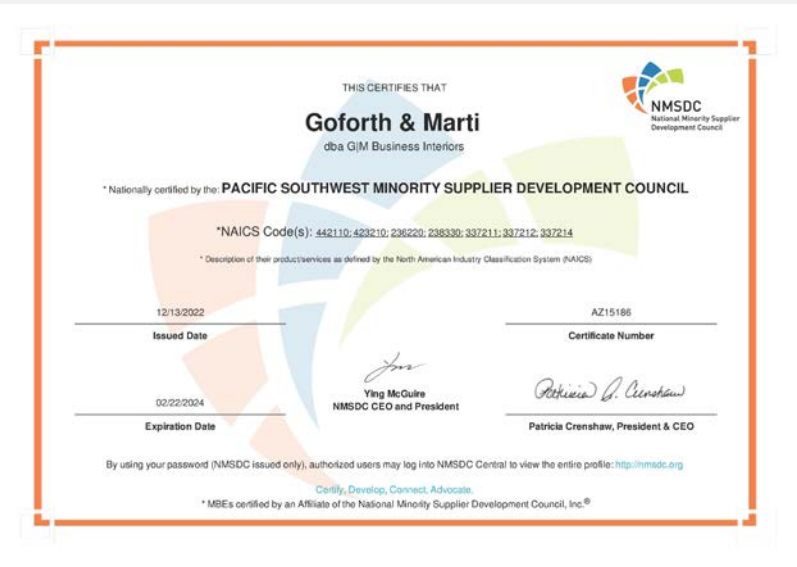 THIS CERTIFIES THAT
NMSDC
National Minority Supplier
Development Council
Goforth & Marti
dba G|M Business Interiors
* Nationally certified by the: PACIFIC SOUTHWEST MINORITY SUPPLIER DEVELOPMENT COUNCIL
*NAICS Code(s): 442110; 423210; 236220; 238330; 337211; 337212; 337214
* Description of their product/services as defined by the North American Industry Classification System (NAICS)
12/13/2022
Issued Date
AZ15186
Certificate Number
Ying McGuire
NMSDC CEO and President
02/22/2024
Expiration Date
Patricia G. Crenshaw
Patricia Crenshaw, President & CEO
By using your password (NMSDC issued only), authorized users may log into NMSDC Central to view the entire profile: http://nmsdc.org
Certify, Develop, Connect, Advocate.
* MBEs certified by an Affiliate of the National Minority Supplier Development Council, Inc.®